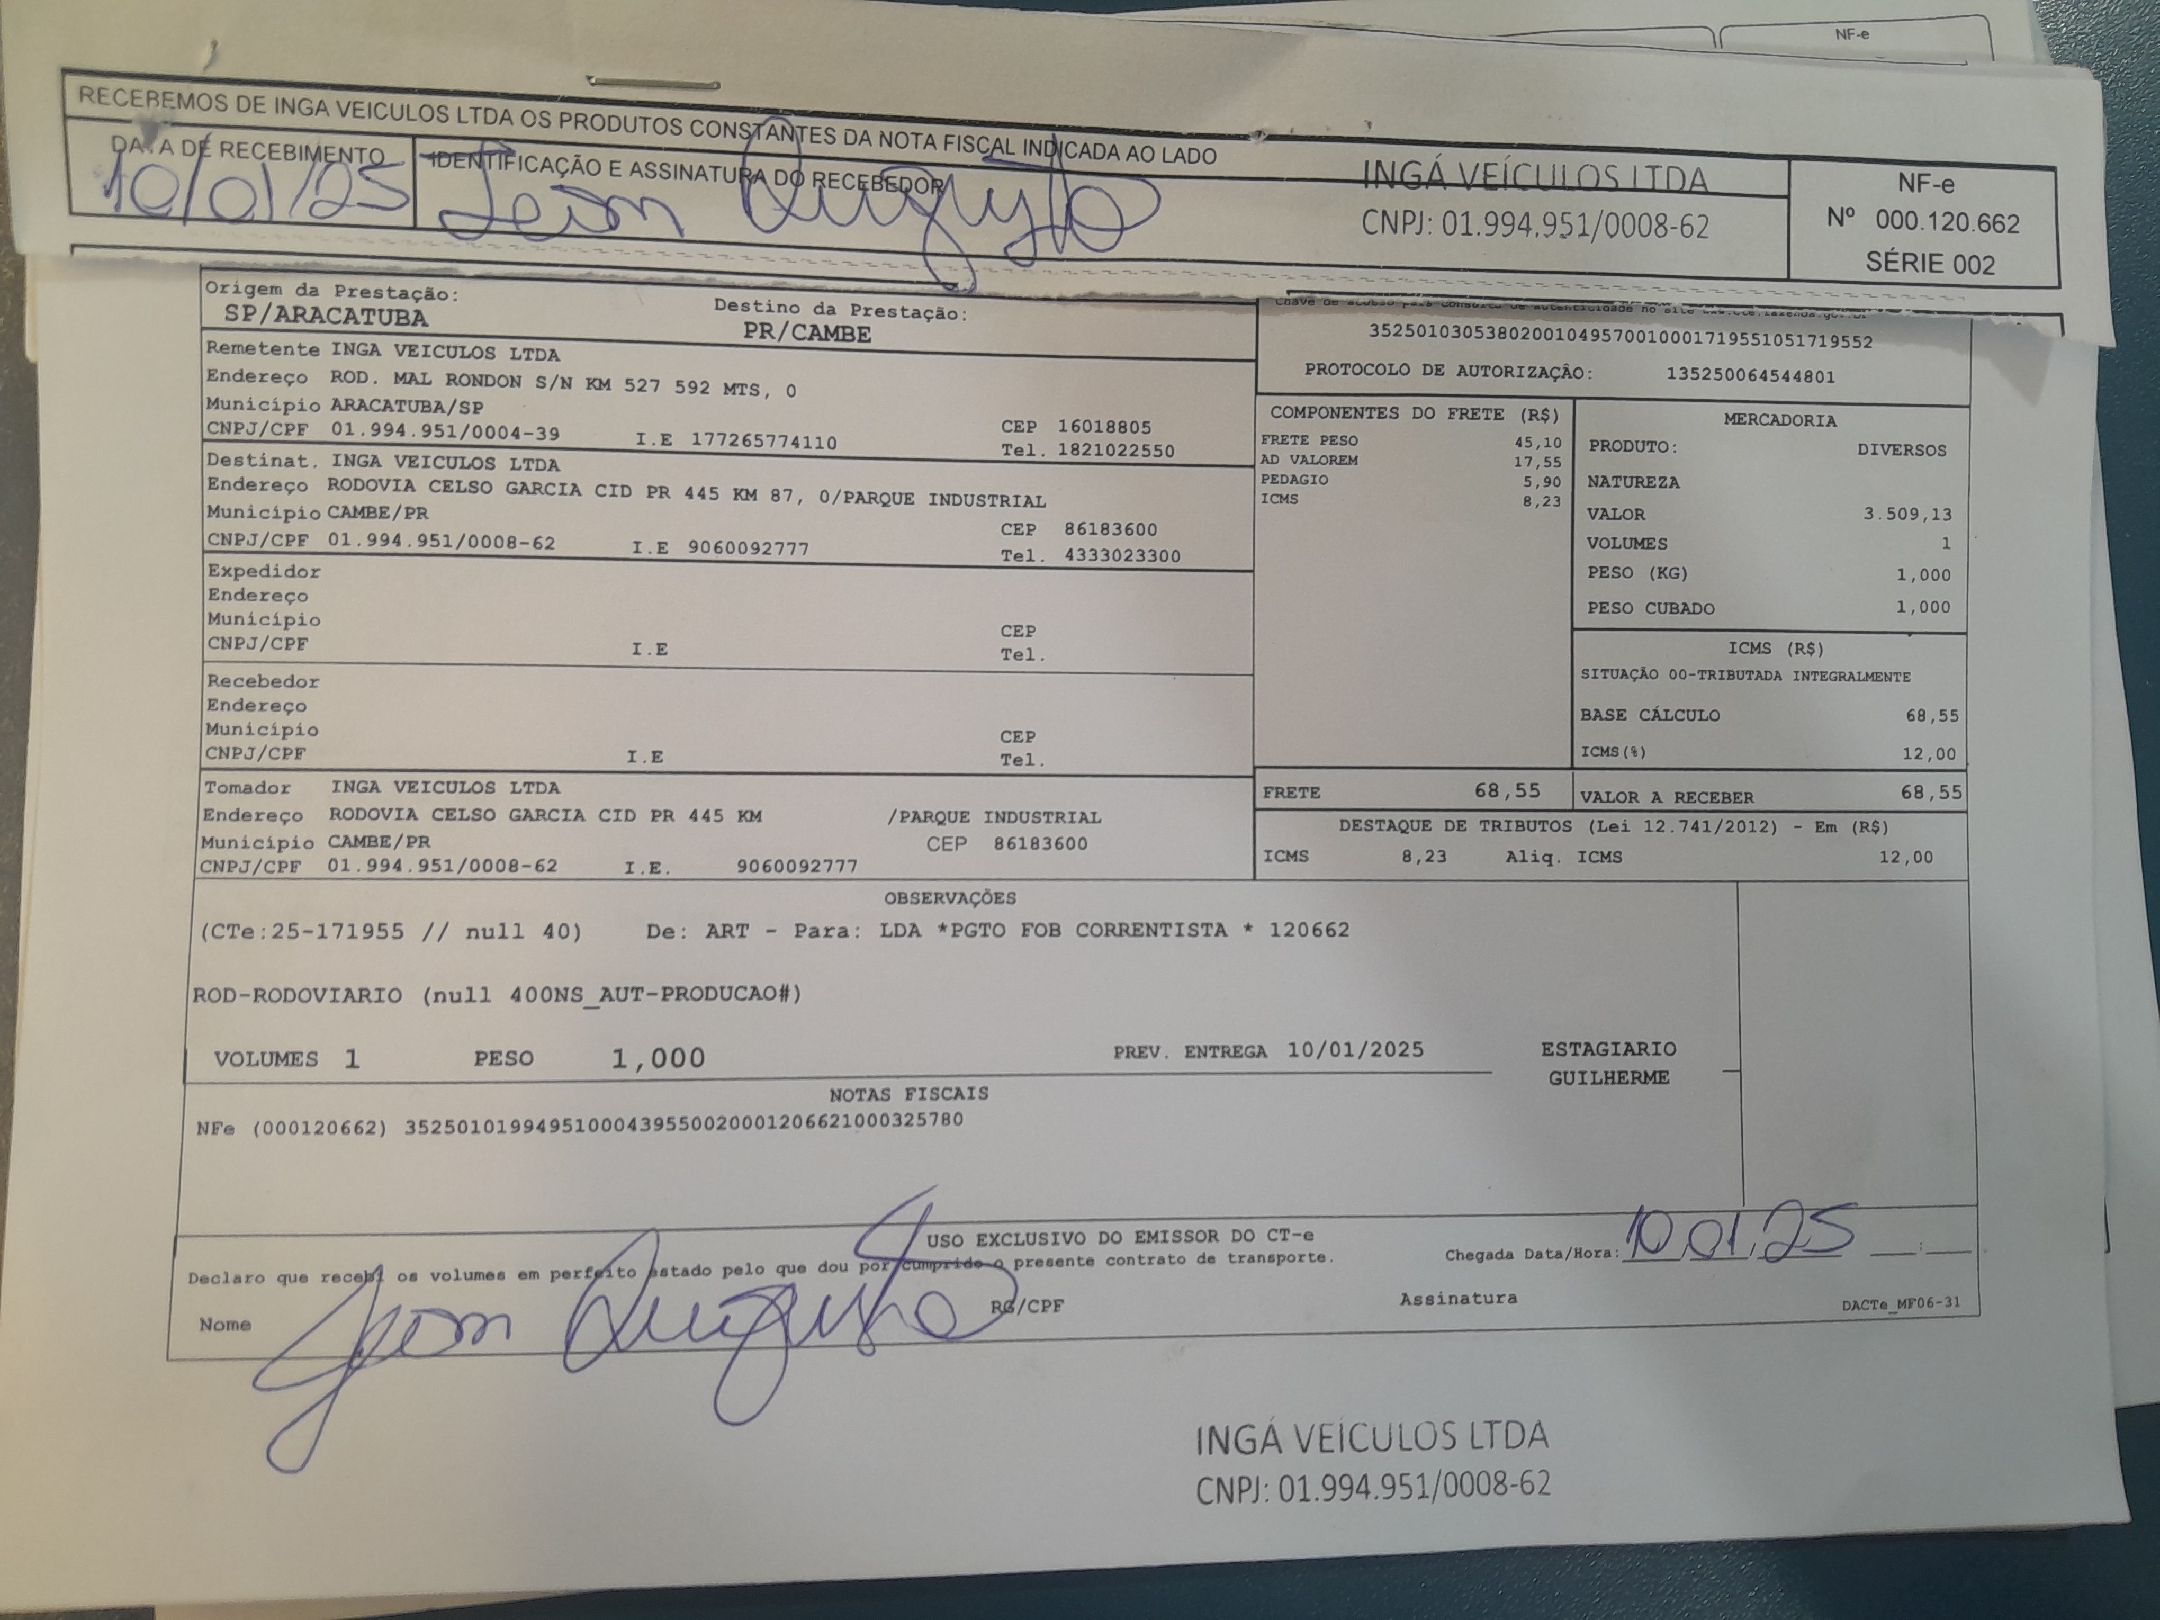 NF-e
RECEBEMOS DE INGA VEICULOS LTDA OS PRODUTOS CONSTANTES DA NOTA FISCAL INDICADA AO LADO
DATA DE RECEBIMENTO
10/01/25
IDENTIFICAÇÃO E ASSINATURA DO RECEBEDOR
INGÁ VEÍCULOS LTDA
CNPJ: 01.994.951/0008-62
NF-e
Nº 000.120.662
SÉRIE 002
Origem da Prestação:
SP/ARACATUBA
Destino da Prestação:
PR/CAMBE
Remetente INGA VEICULOS LTDA
Endereço ROD. MAL RONDON S/N KM 527 592 MTS, 0
Município ARACATUBA/SP CEP 16018805
CNPJ/CPF 01.994.951/0004-39 I.E 177265774110 Tel. 1821022550
Destinat. INGA VEICULOS LTDA
Endereço RODOVIA CELSO GARCIA CID PR 445 KM 87, 0/PARQUE INDUSTRIAL
Município CAMBE/PR CEP 86183600
CNPJ/CPF 01.994.951/0008-62 I.E 9060092777 Tel. 4333023300
Expedidor
Endereço
Município CEP
CNPJ/CPF I.E Tel.
Recebedor
Endereço
Município CEP
CNPJ/CPF I.E Tel.
Tomador INGA VEICULOS LTDA
Endereço RODOVIA CELSO GARCIA CID PR 445 KM /PARQUE INDUSTRIAL
Município CAMBE/PR CEP 86183600
CNPJ/CPF 01.994.951/0008-62 I.E. 9060092777
Chave de acesso para consulta de autenticidade no site
35250103053802001049570010001719551051719552
PROTOCOLO DE AUTORIZAÇÃO: 135250064544801
COMPONENTES DO FRETE (R$)
FRETE PESO 45,10
AD VALOREM 17,55
PEDAGIO 5,90
ICMS 8,23
MERCADORIA
PRODUTO: DIVERSOS
NATUREZA
VALOR 3.509,13
VOLUMES 1
PESO (KG) 1,000
PESO CUBADO 1,000
ICMS (R$)
SITUAÇÃO 00-TRIBUTADA INTEGRALMENTE
BASE CÁLCULO 68,55
ICMS(%) 12,00
FRETE 68,55
VALOR A RECEBER 68,55
DESTAQUE DE TRIBUTOS (Lei 12.741/2012) - Em (R$)
ICMS 8,23 Aliq. ICMS 12,00
OBSERVAÇÕES
(CTe:25-171955 // null 40) De: ART - Para: LDA *PGTO FOB CORRENTISTA * 120662
ROD-RODOVIARIO (null 400NS_AUT-PRODUCAO#)
VOLUMES 1 PESO 1,000 PREV. ENTREGA 10/01/2025
ESTAGIARIO
GUILHERME
NOTAS FISCAIS
NFe (000120662) 35250101994951000439550020001206621000325780
USO EXCLUSIVO DO EMISSOR DO CT-e
Declaro que recebi os volumes em perfeito estado pelo que dou por cumprido o presente contrato de transporte.
Chegada Data/Hora: 10 01 25 __:__
Nome RG/CPF Assinatura
DACTe_MF06-31
INGÁ VEÍCULOS LTDA
CNPJ: 01.994.951/0008-62